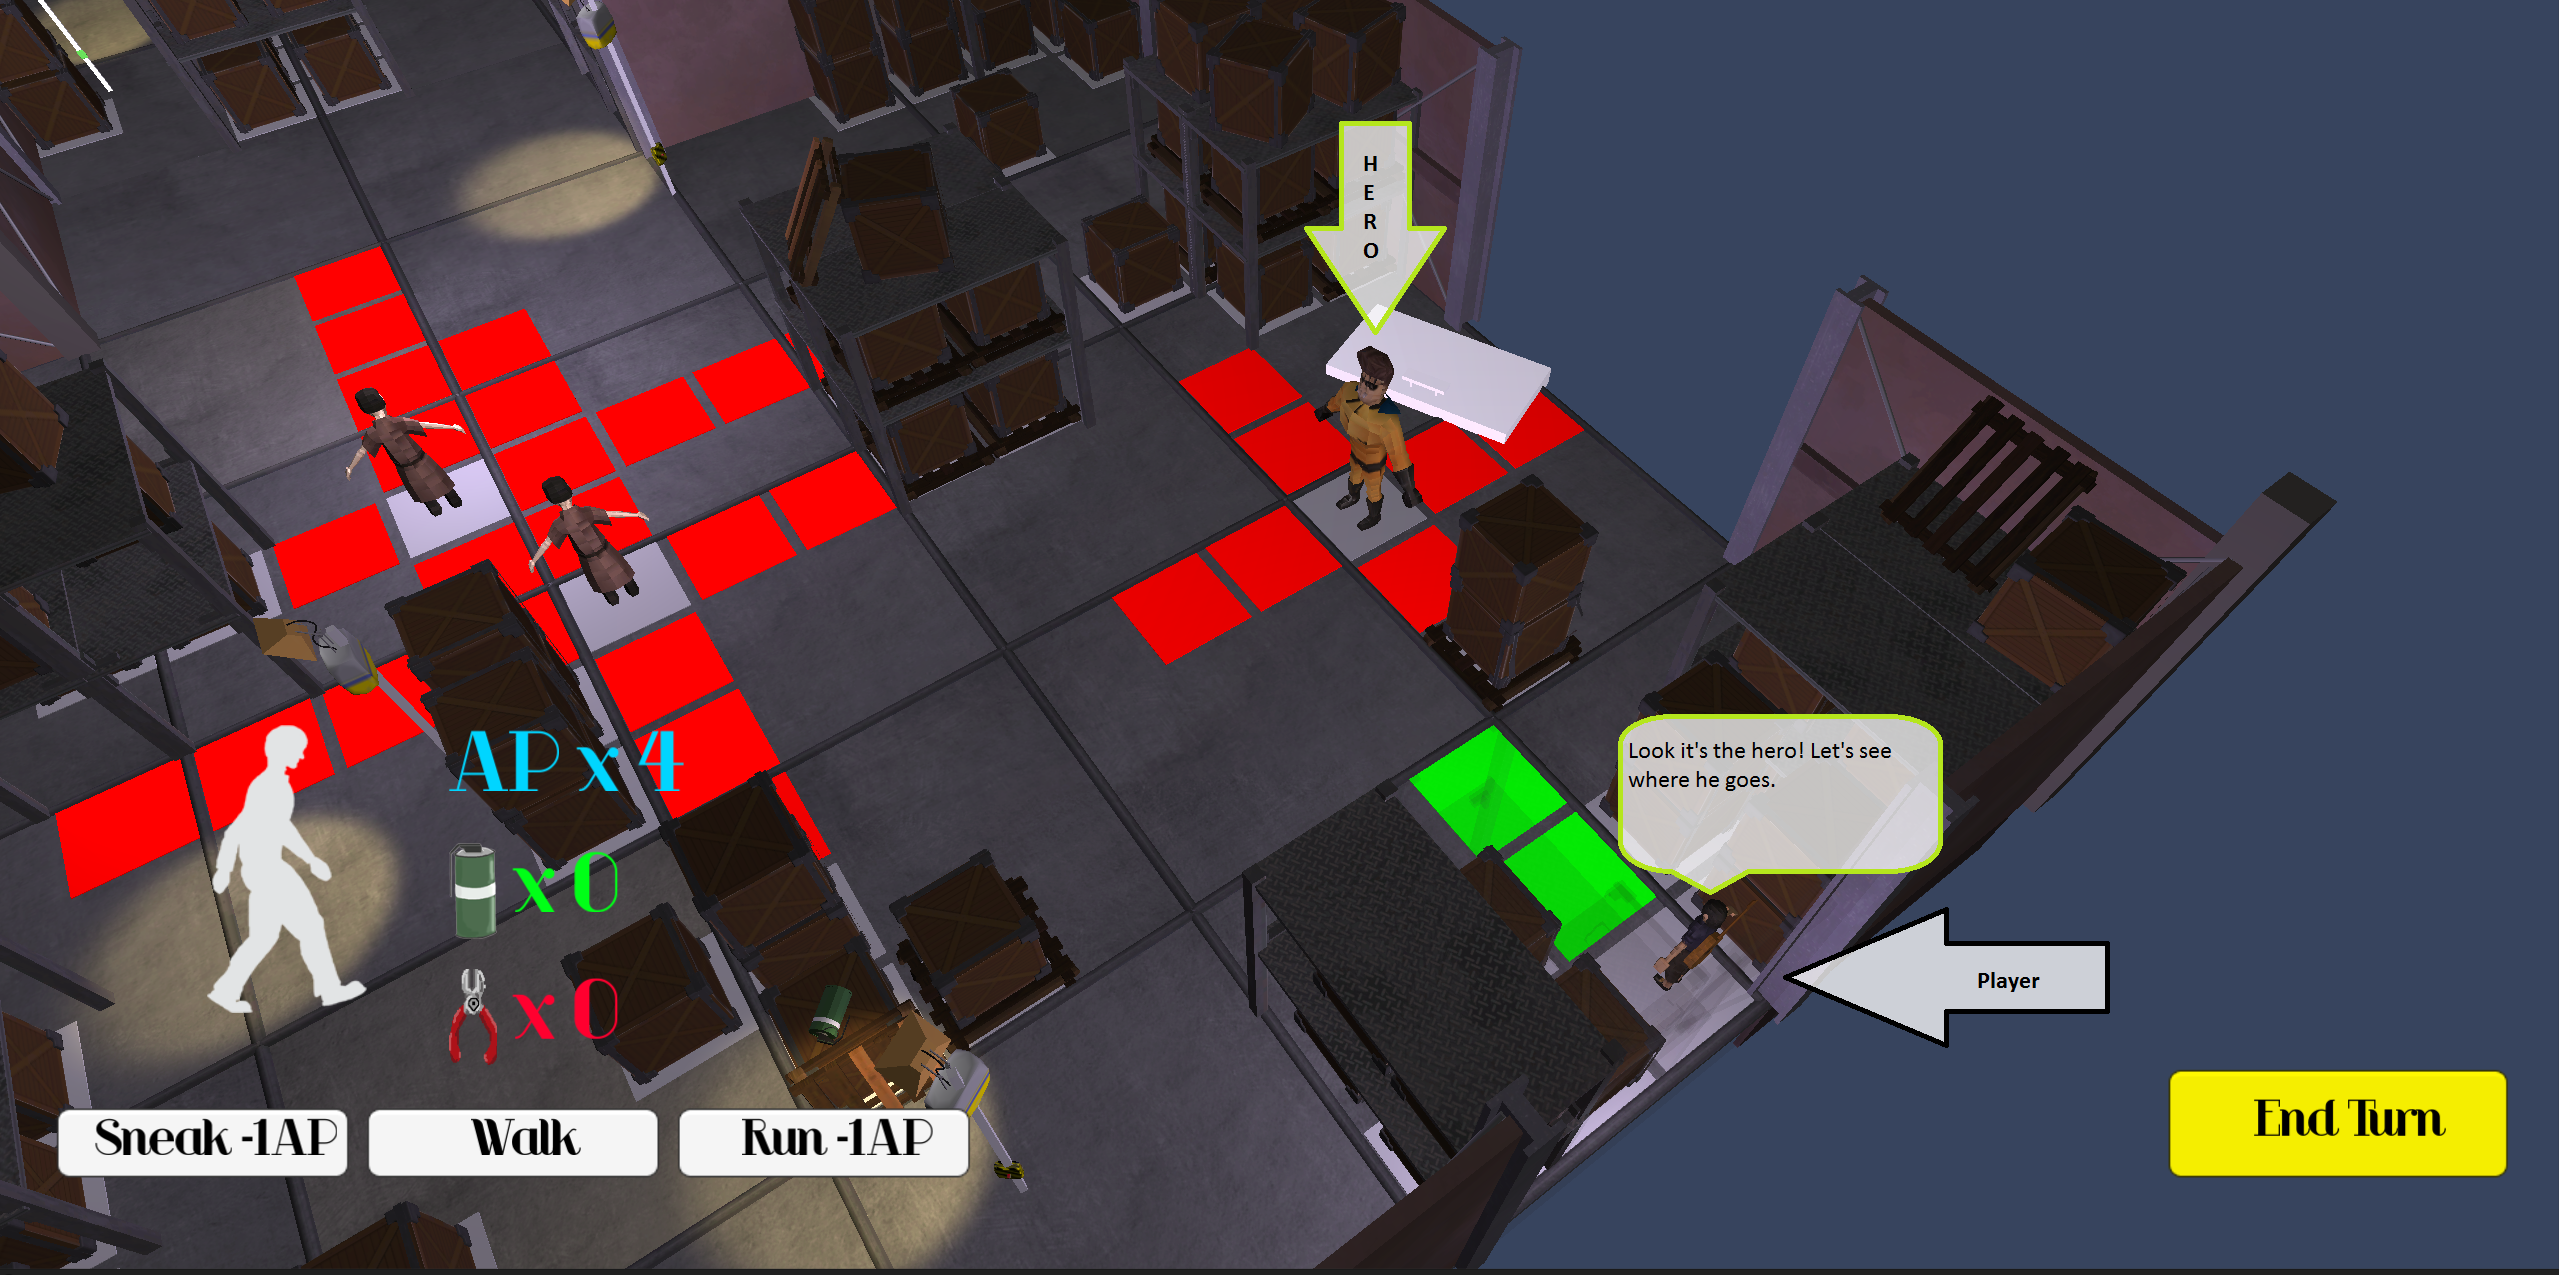 H
E
R
O
Look it's the hero! Let's see
where he goes.
AP x 4
x 0
x 0
Player
Sneak -1AP
Walk
Run -1AP
End Turn